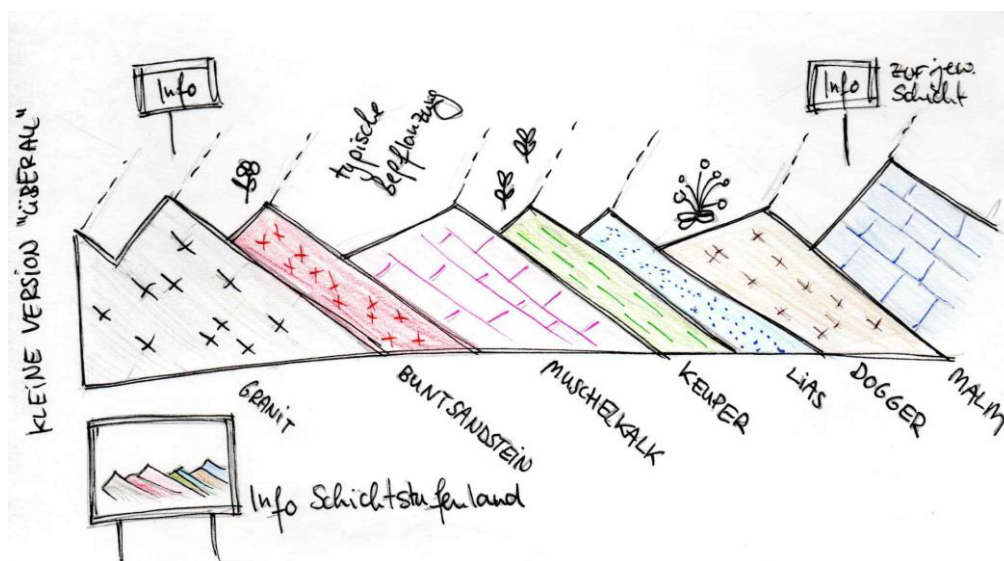 KLEINE VERSION "ÜBERALL"
Info
typische
bepflanzung
Info
zur jew.
Schicht
GRANIT
BUNTSANDSTEIN
MUSCHELKALK
KEUPER
LIAS
DOGGER
MALM
Info Schichtstufenland